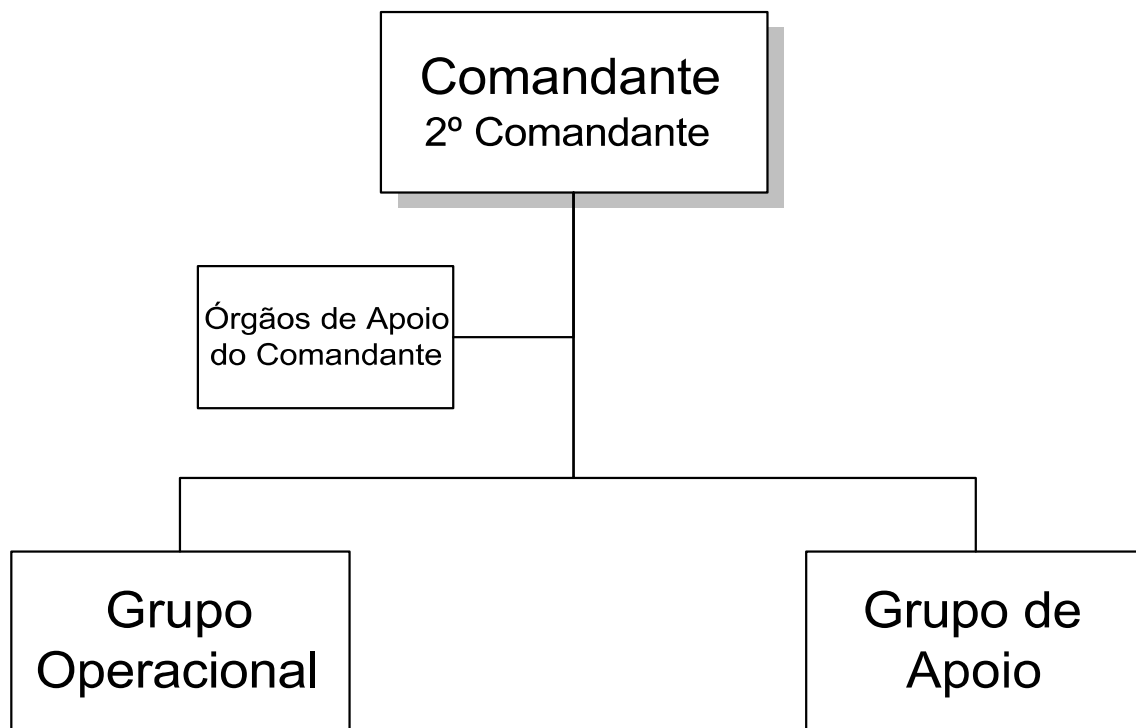 Comandante
2º Comandante
Órgãos de Apoio
do Comandante
Grupo
Operacional
Grupo de
Apoio